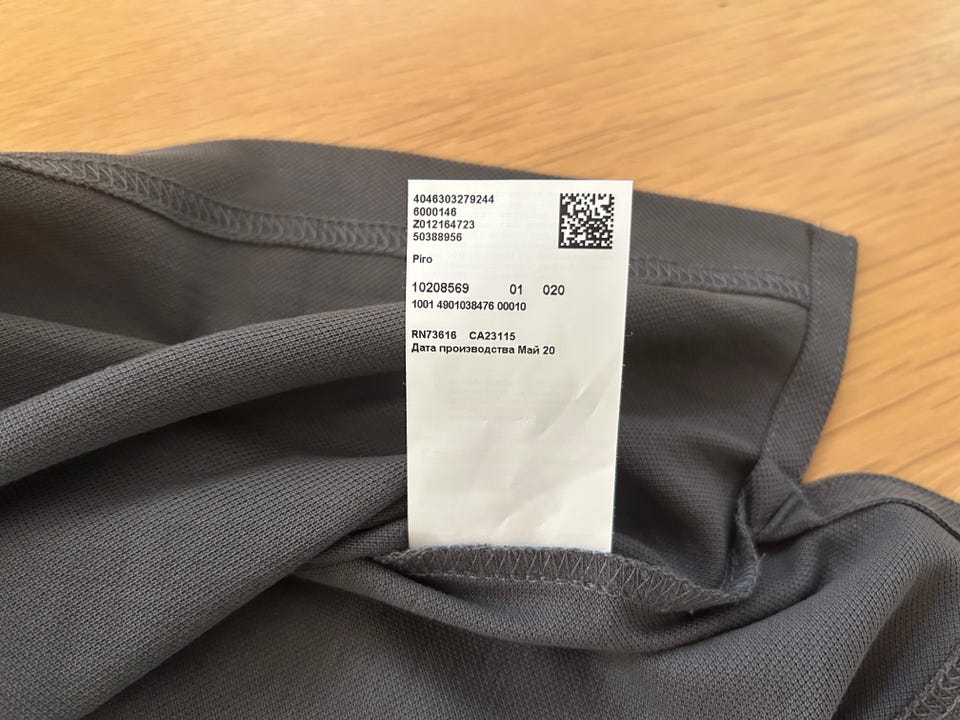 4046303279244
6000146
Z012164723
50388956
Piro
10208569 01 020
1001 4901038476 00010
RN73616 CA23115
Дата производства Май 20